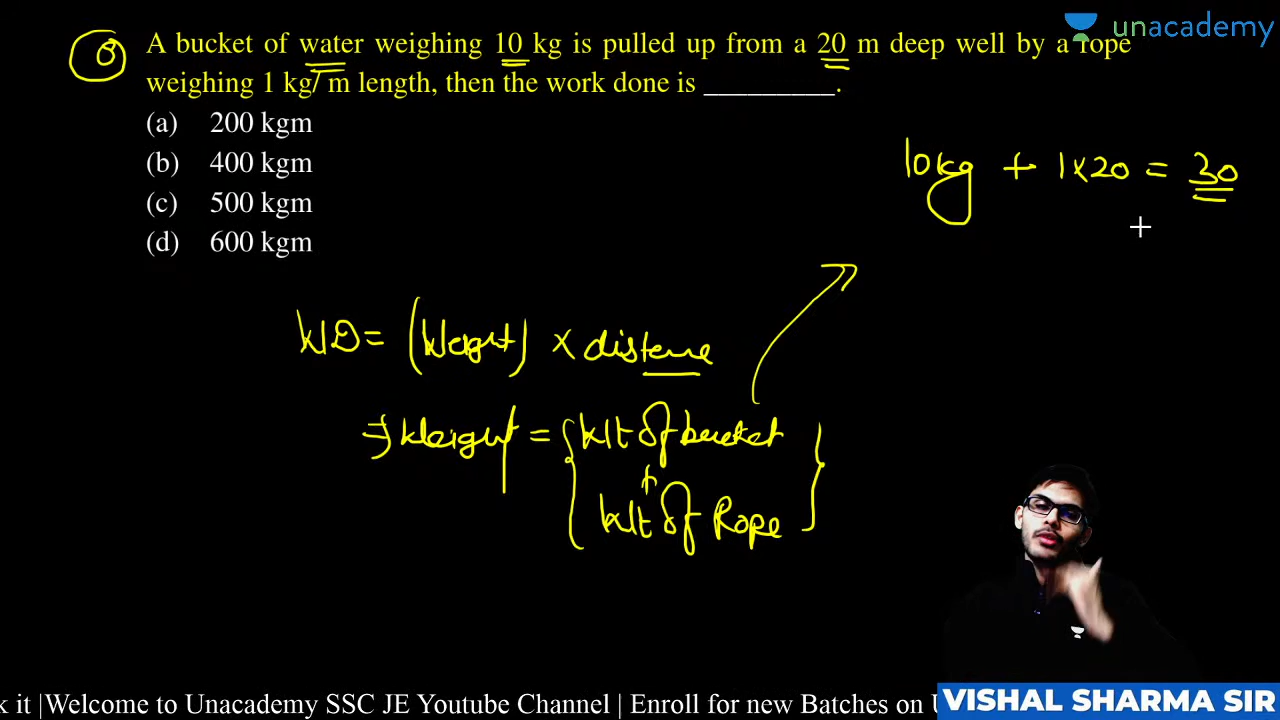 unacademy
Q A bucket of water weighing 10 kg is pulled up from a 20 m deep well by a rope
weighing 1 kg/ m length, then the work done is _________.
(a) 200 kgm
(b) 400 kgm
(c) 500 kgm
(d) 600 kgm
10kg + 1×20 = 30
WD = (Weight) × distance
⇒ Weight = { Wt of bucket
+
Wt of Rope }
k it |Welcome to Unacademy SSC JE Youtube Channel | Enroll for new Batches on U
VISHAL SHARMA SIR